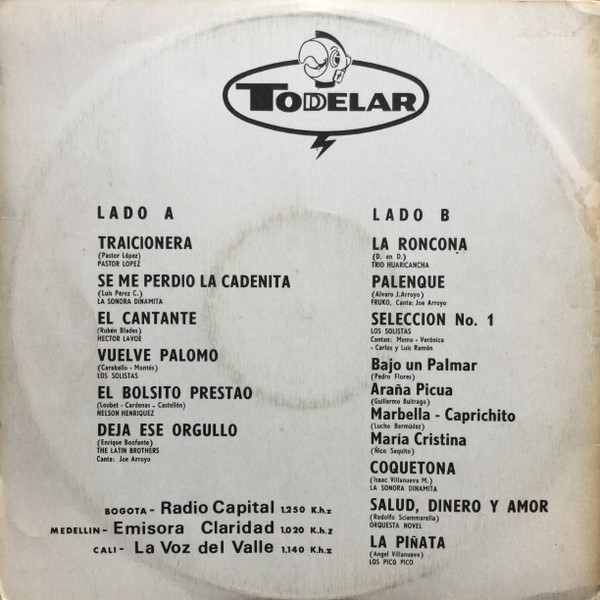 TODELAR
LADO A
TRAICIONERA
(Pastor López)
PASTOR LOPEZ
SE ME PERDIO LA CADENITA
(Luis Pérez C.)
LA SONORA DINAMITA
EL CANTANTE
(Rubén Blades)
HECTOR LAVOE
VUELVE PALOMO
(Caraballo - Montés)
LOS SOLISTAS
EL BOLSITO PRESTAO
(Loubet - Cardenas - Castellón)
NELSON HENRIQUEZ
DEJA ESE ORGULLO
(Enrique Bonfante)
THE LATIN BROTHERS
Canta: Joe Arroyo
BOGOTA - Radio Capital 1.250 K.h.z
MEDELLIN - Emisora Claridad 1,020 K.h.z
CALI - La Voz del Valle 1.140 K.h.z
LADO B
LA RONCONA
(D. en D.)
TRIO HUARICANCHA
PALENQUE
(Alvaro J. Arroyo)
FRUKO, Canta: Joe Arroyo
SELECCION No. 1
LOS SOLISTAS
Cantan: Memo - Verónica
- Carlos y Luis Ramón
Bajo un Palmar
(Pedro Flores)
Araña Picua
(Guillermo Buitrago)
Marbella - Caprichito
(Lucho Bermúdez)
María Cristina
(Ñico Saquito)
COQUETONA
(Isaac Villanueva M.)
LA SONORA DINAMITA
SALUD, DINERO Y AMOR
(Rodolfo Sciammarella)
ORQUESTA NOVEL
LA PIÑATA
(Angel Villanueva)
LOS PICO PICO